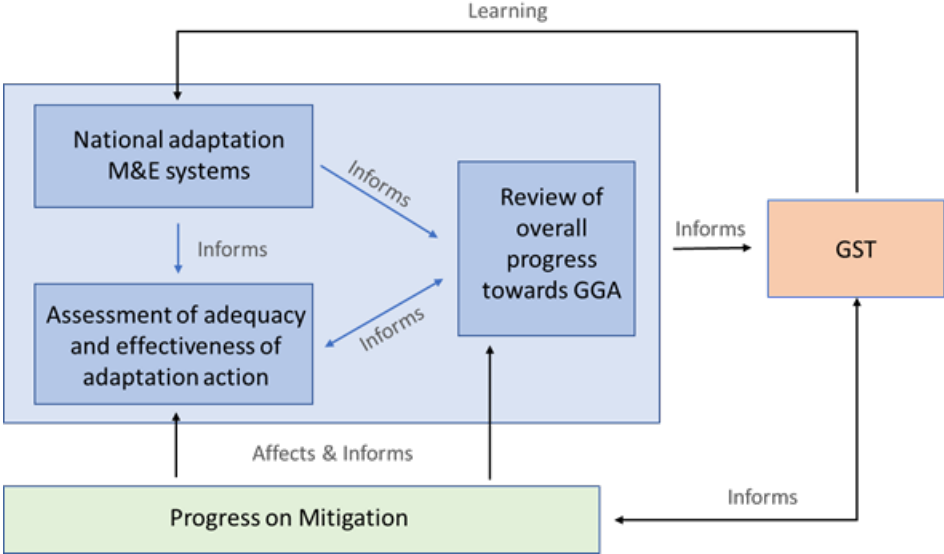 Learning
National adaptation
M&E systems
Informs
Review of
overall
progress
towards GGA
Informs
GST
Informs
Assessment of adequacy
and effectiveness of
adaptation action
Informs
Affects & Informs
Informs
Progress on Mitigation